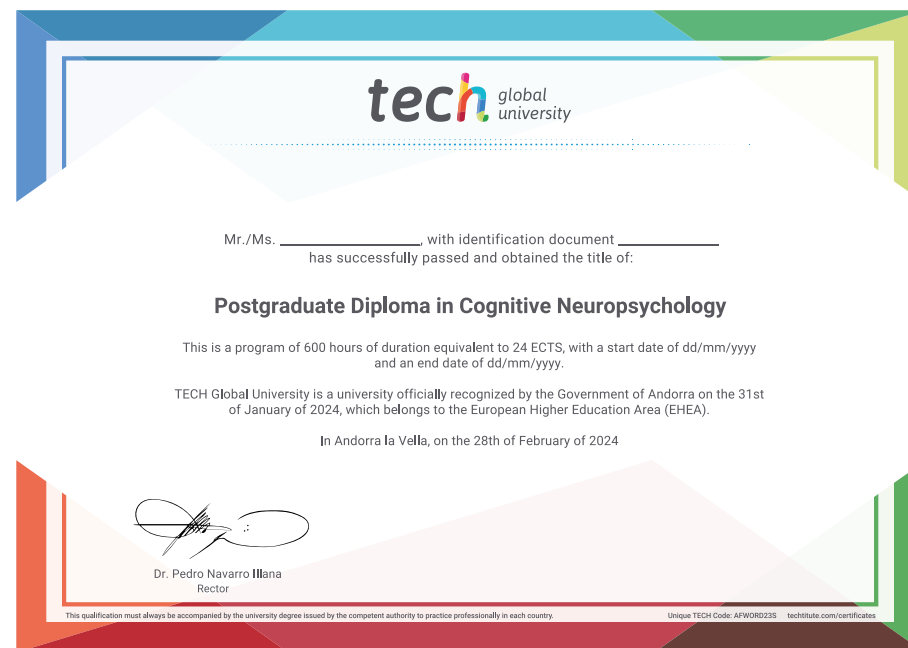 tech global
university
Mr./Ms. ____________, with identification document ____________
has successfully passed and obtained the title of:
Postgraduate Diploma in Cognitive Neuropsychology
This is a program of 600 hours of duration equivalent to 24 ECTS, with a start date of dd/mm/yyyy
and an end date of dd/mm/yyyy.
TECH Global University is a university officially recognized by the Government of Andorra on the 31st
of January of 2024, which belongs to the European Higher Education Area (EHEA).
In Andorra la Vella, on the 28th of February of 2024
Dr. Pedro Navarro Illana
Rector
This qualification must always be accompanied by the university degree issued by the competent authority to practice professionally in each country.
Unique TECH Code: AFWORD23S techtitute.com/certificates